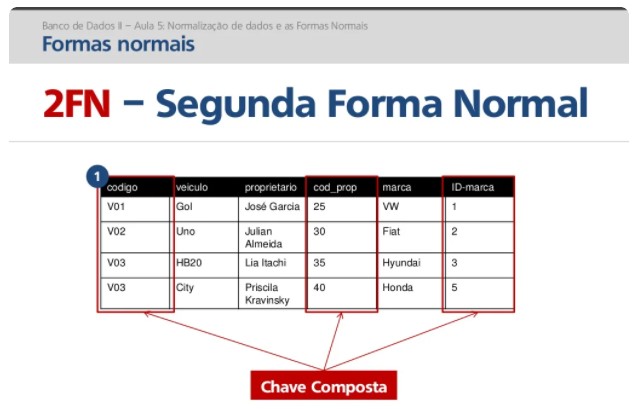 Banco de Dados II – Aula 5: Normalização de dados e as Formas Normais
Formas normais
2FN – Segunda Forma Normal
1
codigo veiculo proprietario cod_prop marca ID-marca
V01 Gol José Garcia 25 VW 1
V02 Uno Julian Almeida 30 Fiat 2
V03 HB20 Lia Itachi 35 Hyundai 3
V03 City Priscila Kravinsky 40 Honda 5
Chave Composta